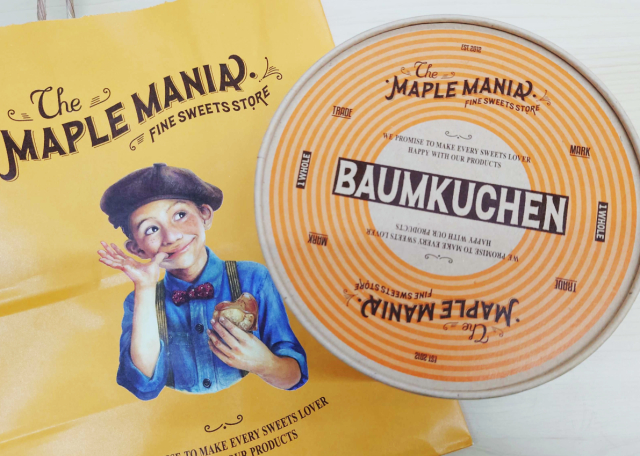 The
MAPLE MANIA
FINE SWEETS STORE
TO MAKE EVERY SWEETS LOVER
OUR PRODUCTS
EST. 2012
The
MAPLE MANIA
FINE SWEETS STORE
TRADE
MARK
WE PROMISE TO MAKE EVERY SWEETS LOVER
HAPPY WITH OUR PRODUCTS
1 WHOLE
BAUMKUCHEN
1 WHOLE
WE PROMISE TO MAKE EVERY SWEETS LOVER
HAPPY WITH OUR PRODUCTS
MARK
TRADE
The
MAPLE MANIA
FINE SWEETS STORE
EST. 2012